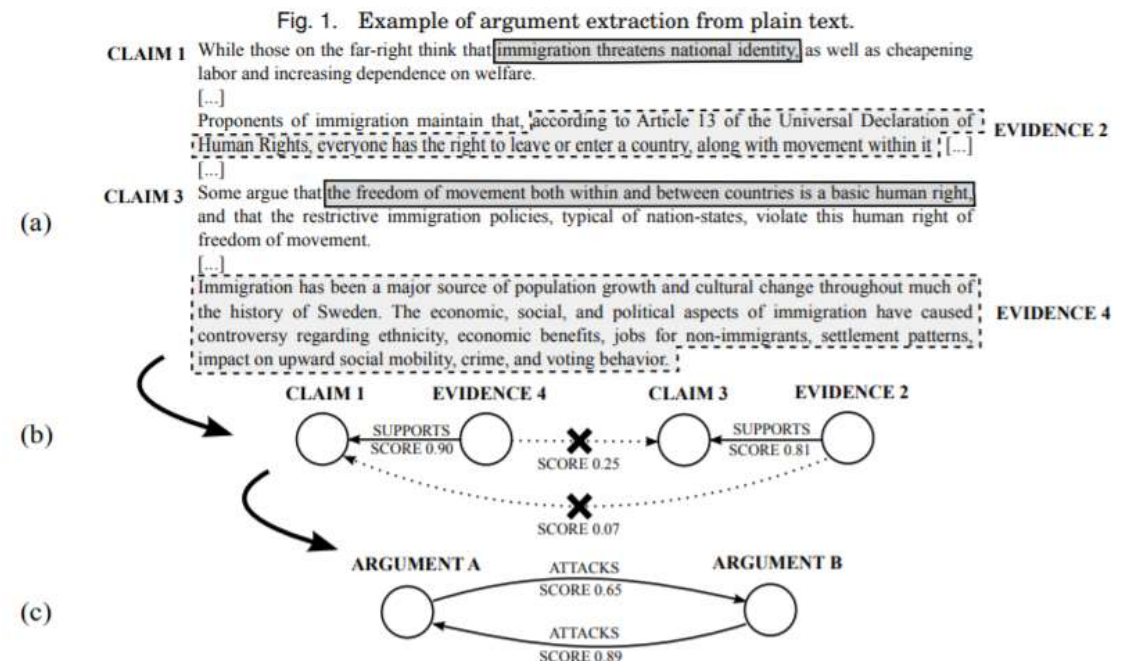 Fig. 1. Example of argument extraction from plain text.
CLAIM 1 While those on the far-right think that immigration threatens national identity, as well as cheapening
labor and increasing dependence on welfare.
[...]
Proponents of immigration maintain that, according to Article 13 of the Universal Declaration of
EVIDENCE 2
Human Rights, everyone has the right to leave or enter a country, along with movement within it [...]
[...]
CLAIM 3 Some argue that the freedom of movement both within and between countries is a basic human right,
and that the restrictive immigration policies, typical of nation-states, violate this human right of
(a)
freedom of movement.
[...]
Immigration has been a major source of population growth and cultural change throughout much of
the history of Sweden. The economic, social, and political aspects of immigration have caused
EVIDENCE 4
controversy regarding ethnicity, economic benefits, jobs for non-immigrants, settlement patterns,
impact on upward social mobility, crime, and voting behavior.
CLAIM 1 EVIDENCE 4 CLAIM 3 EVIDENCE 2
(b)
SUPPORTS SUPPORTS
SCORE 0.90 SCORE 0.81
SCORE 0.25
SCORE 0.07
ARGUMENT A ARGUMENT B
ATTACKS
SCORE 0.65
(c)
ATTACKS
SCORE 0.89